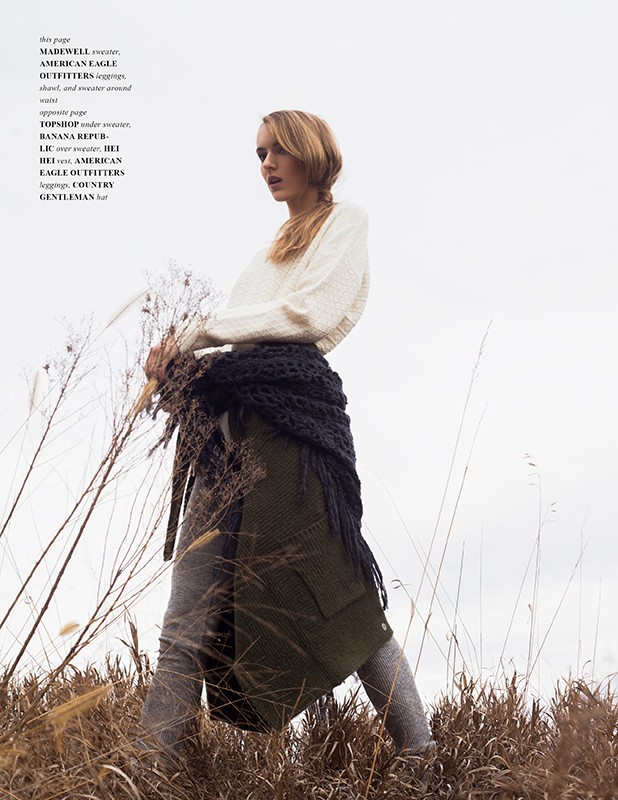 this page
MADEWELL sweater,
AMERICAN EAGLE
OUTFITTERS leggings,
shawl, and sweater around
waist
opposite page
TOPSHOP under sweater,
BANANA REPUB-
LIC over sweater, HEI
HEI vest, AMERICAN
EAGLE OUTFITTERS
leggings, COUNTRY
GENTLEMAN hat